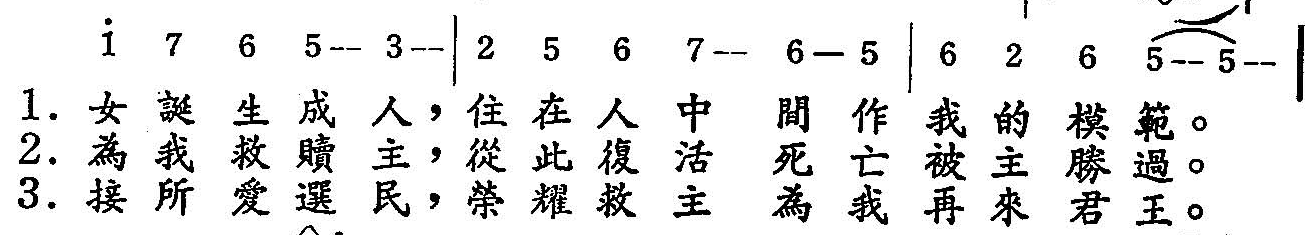 i 7 6 5-- 3-- | 2 5 6 7-- 6— 5 | 6 2 6 5-- 5-- |
1. 女誕生成人，住在人中間作我的模範。
2. 為我救贖主，從此復活死亡被主勝過。
3. 接所愛選民，榮耀救主為我再來君王。